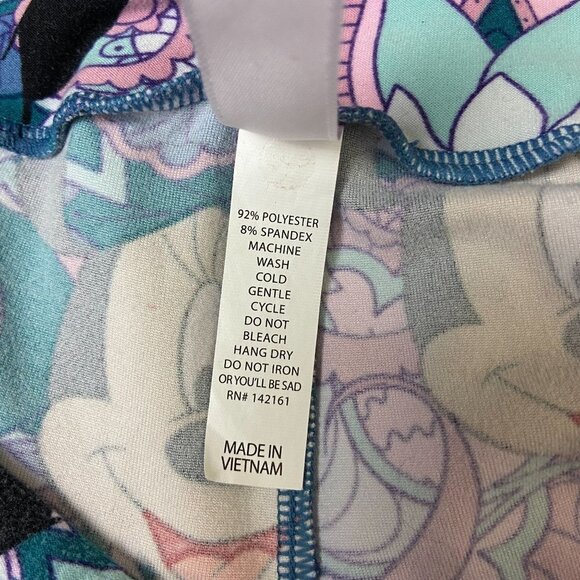 92% POLYESTER
8% SPANDEX
MACHINE
WASH
COLD
GENTLE
CYCLE
DO NOT
BLEACH
HANG DRY
DO NOT IRON
OR YOU'LL BE SAD
RN# 142161
MADE IN
VIETNAM